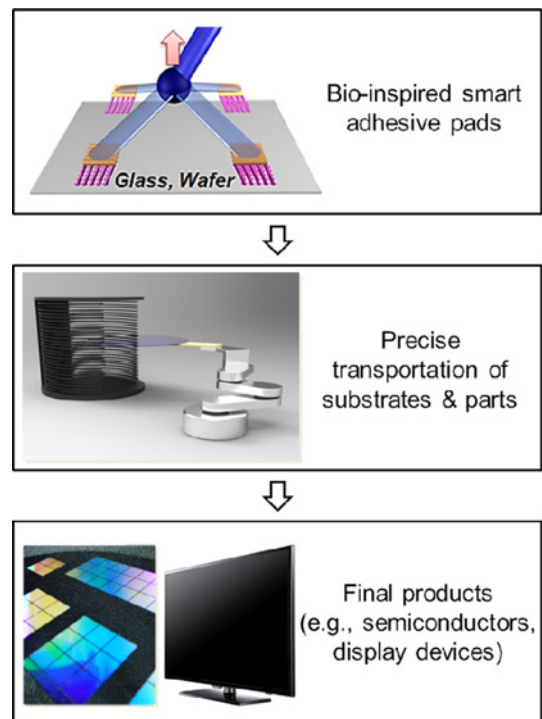 Bio-inspired smart
adhesive pads
Glass, Wafer
Precise
transportation of
substrates & parts
Final products
(e.g., semiconductors,
display devices)